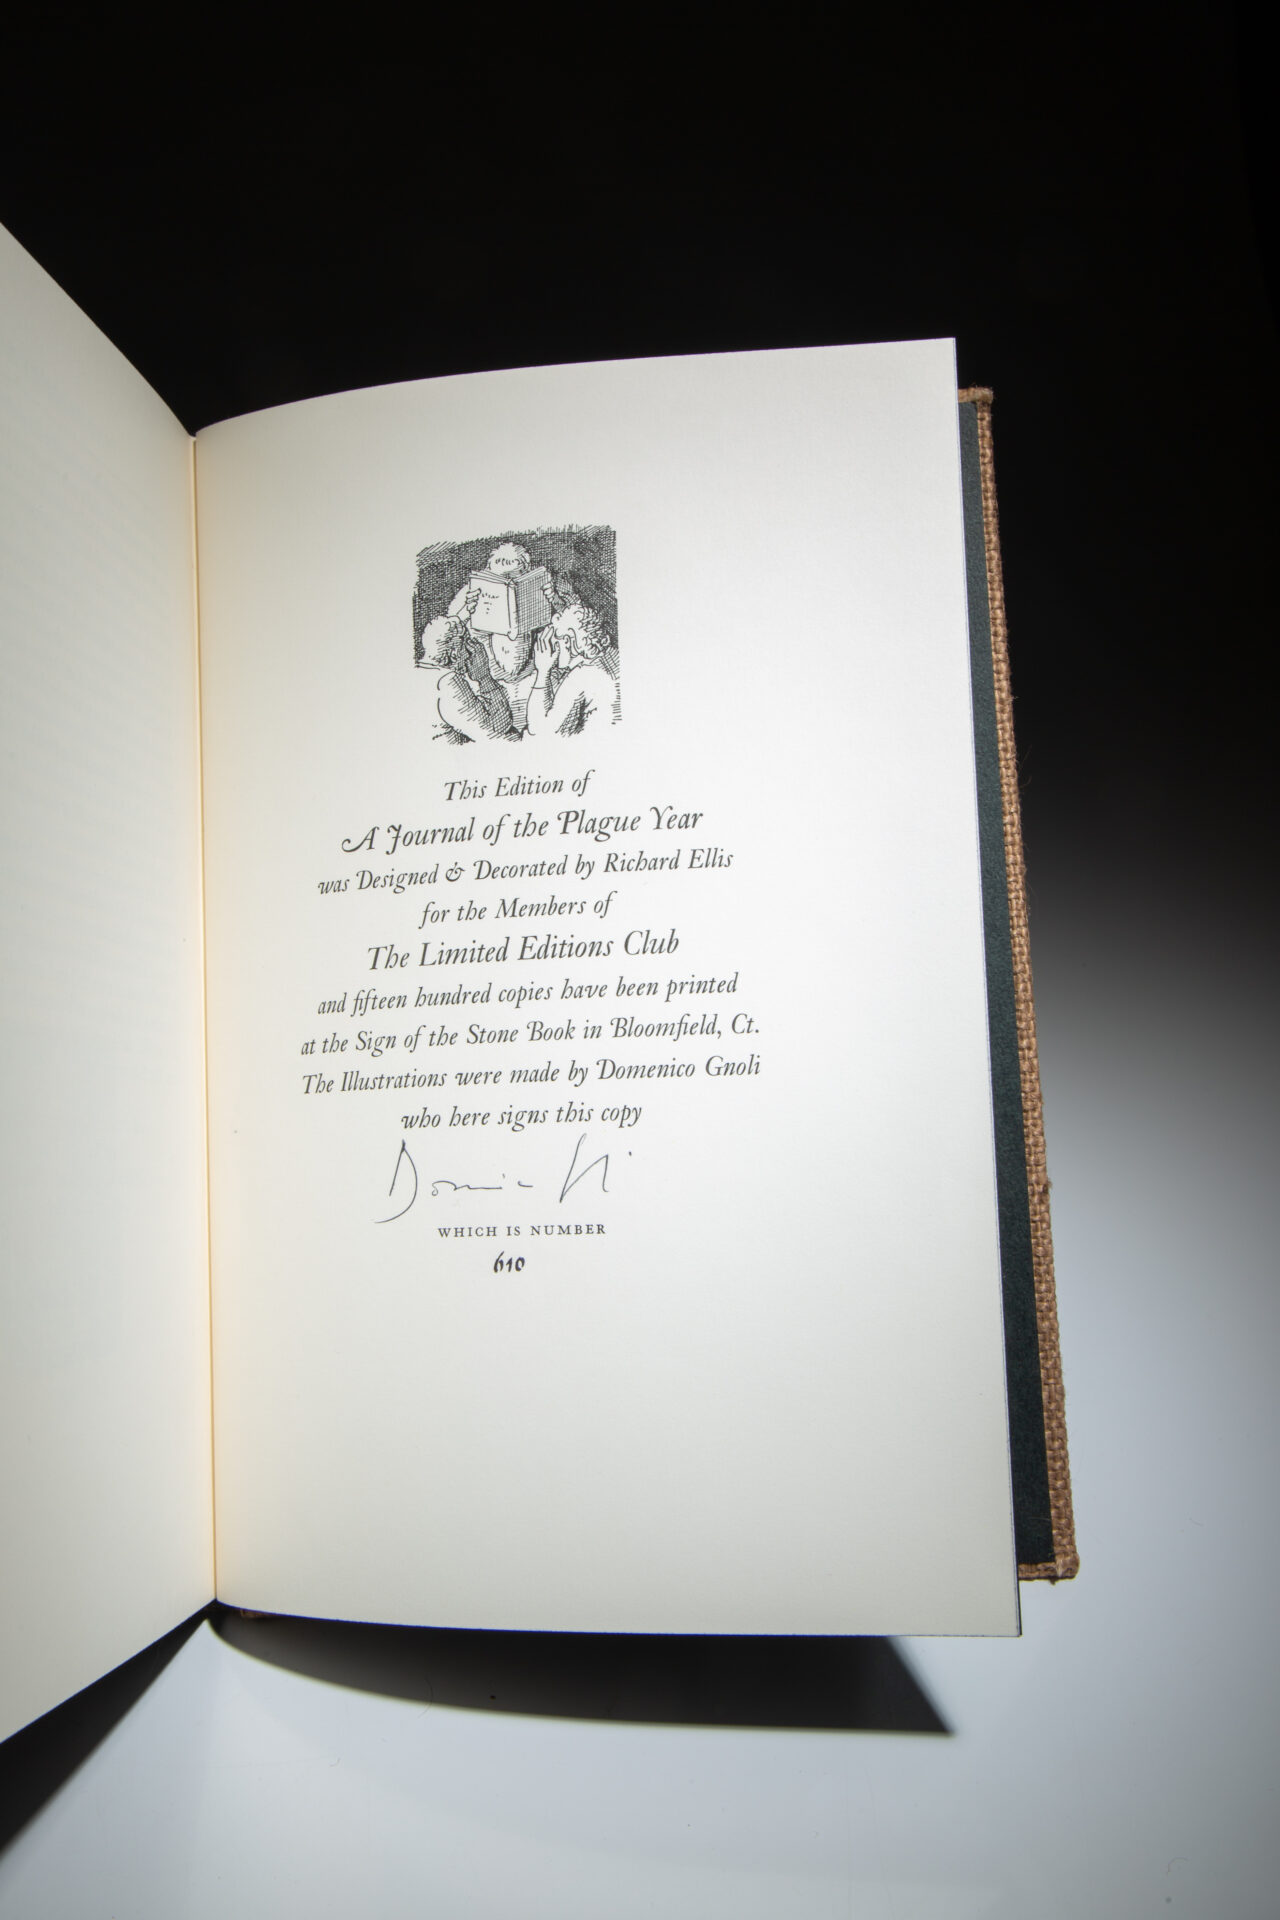 This Edition of
A Journal of the Plague Year
was Designed & Decorated by Richard Ellis
for the Members of
The Limited Editions Club
and fifteen hundred copies have been printed
at the Sign of the Stone Book in Bloomfield, Ct.
The Illustrations were made by Domenico Gnoli
who here signs this copy
WHICH IS NUMBER
610